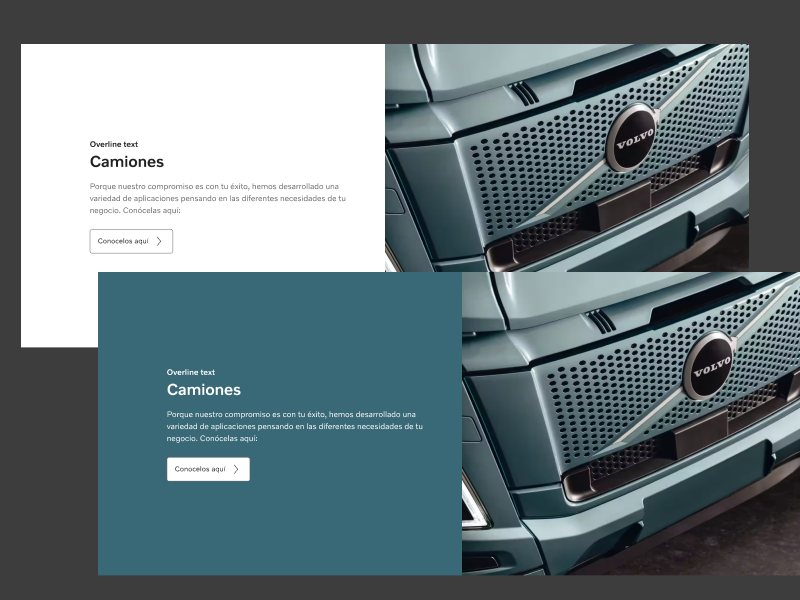 Overline text
Camiones
Porque nuestro compromiso es con tu éxito, hemos desarrollado una
variedad de aplicaciones pensando en las diferentes necesidades de tu
negocio. Conócelas aquí:
Conocelos aquí
VOLVO
Overline text
Camiones
Porque nuestro compromiso es con tu éxito, hemos desarrollado una
variedad de aplicaciones pensando en las diferentes necesidades de tu
negocio. Conócelas aquí:
Conocelos aquí
VOLVO